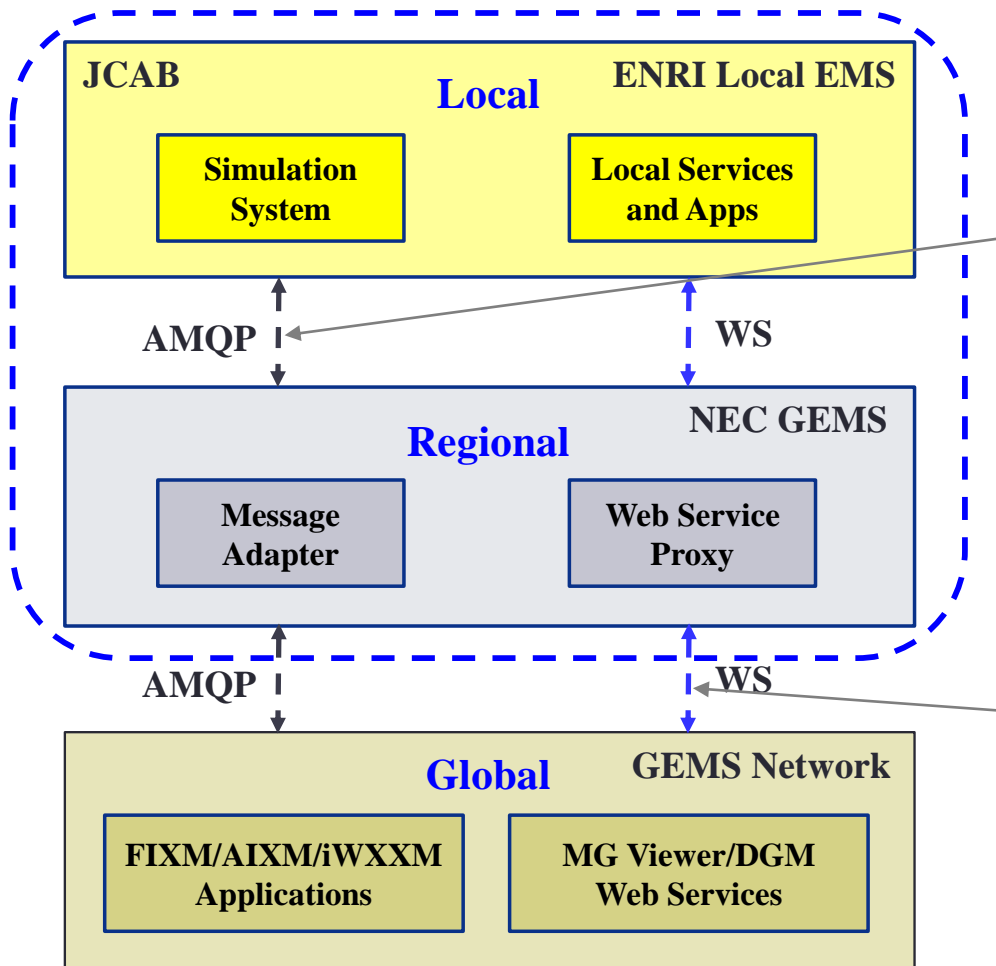 JCAB
ENRI Local EMS
Local
Simulation
System
Local Services
and Apps
AMQP
WS
NEC GEMS
Regional
Message
Adapter
Web Service
Proxy
AMQP
WS
GEMS Network
Global
FIXM/AIXM/iWXXM
Applications
MG Viewer/DGM
Web Services